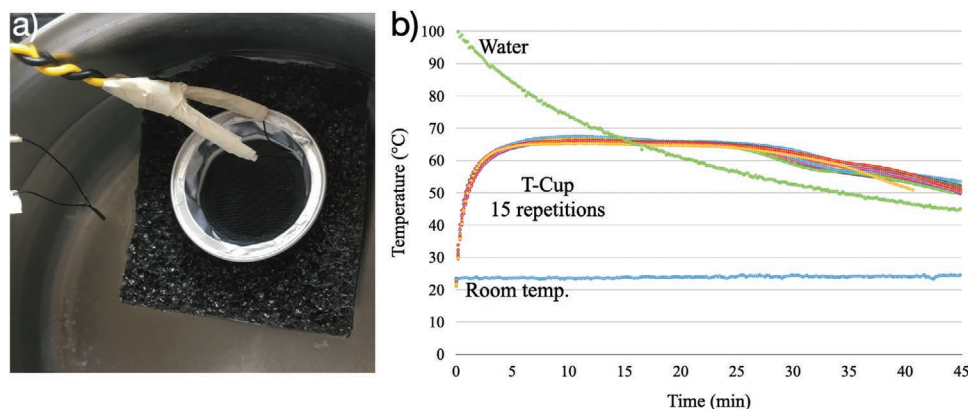 a)
b)
100
90
80
70
60
50
40
30
20
10
0
Temperature (°C)
Water
T-Cup
15 repetitions
Room temp.
0 5 10 15 20 25 30 35 40 45
Time (min)